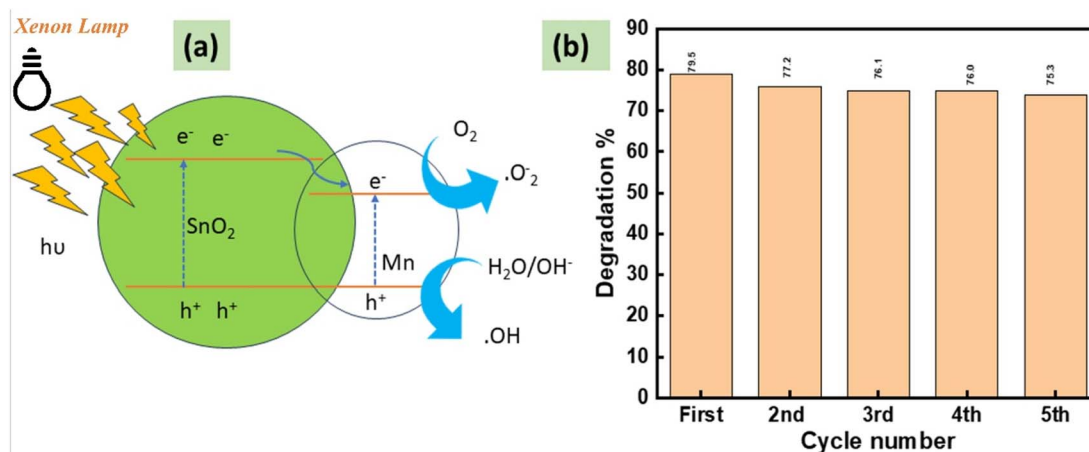 Xenon Lamp
(a)
e⁻ e⁻
O₂
e⁻
.O⁻₂
SnO₂
hυ
Mn
H₂O/OH⁻
h⁺ h⁺
h⁺
.OH
(b)
Degradation %
90
80
70
60
50
40
30
20
10
0
79.5
77.2
76.1
76.0
75.3
First 2nd 3rd 4th 5th
Cycle number